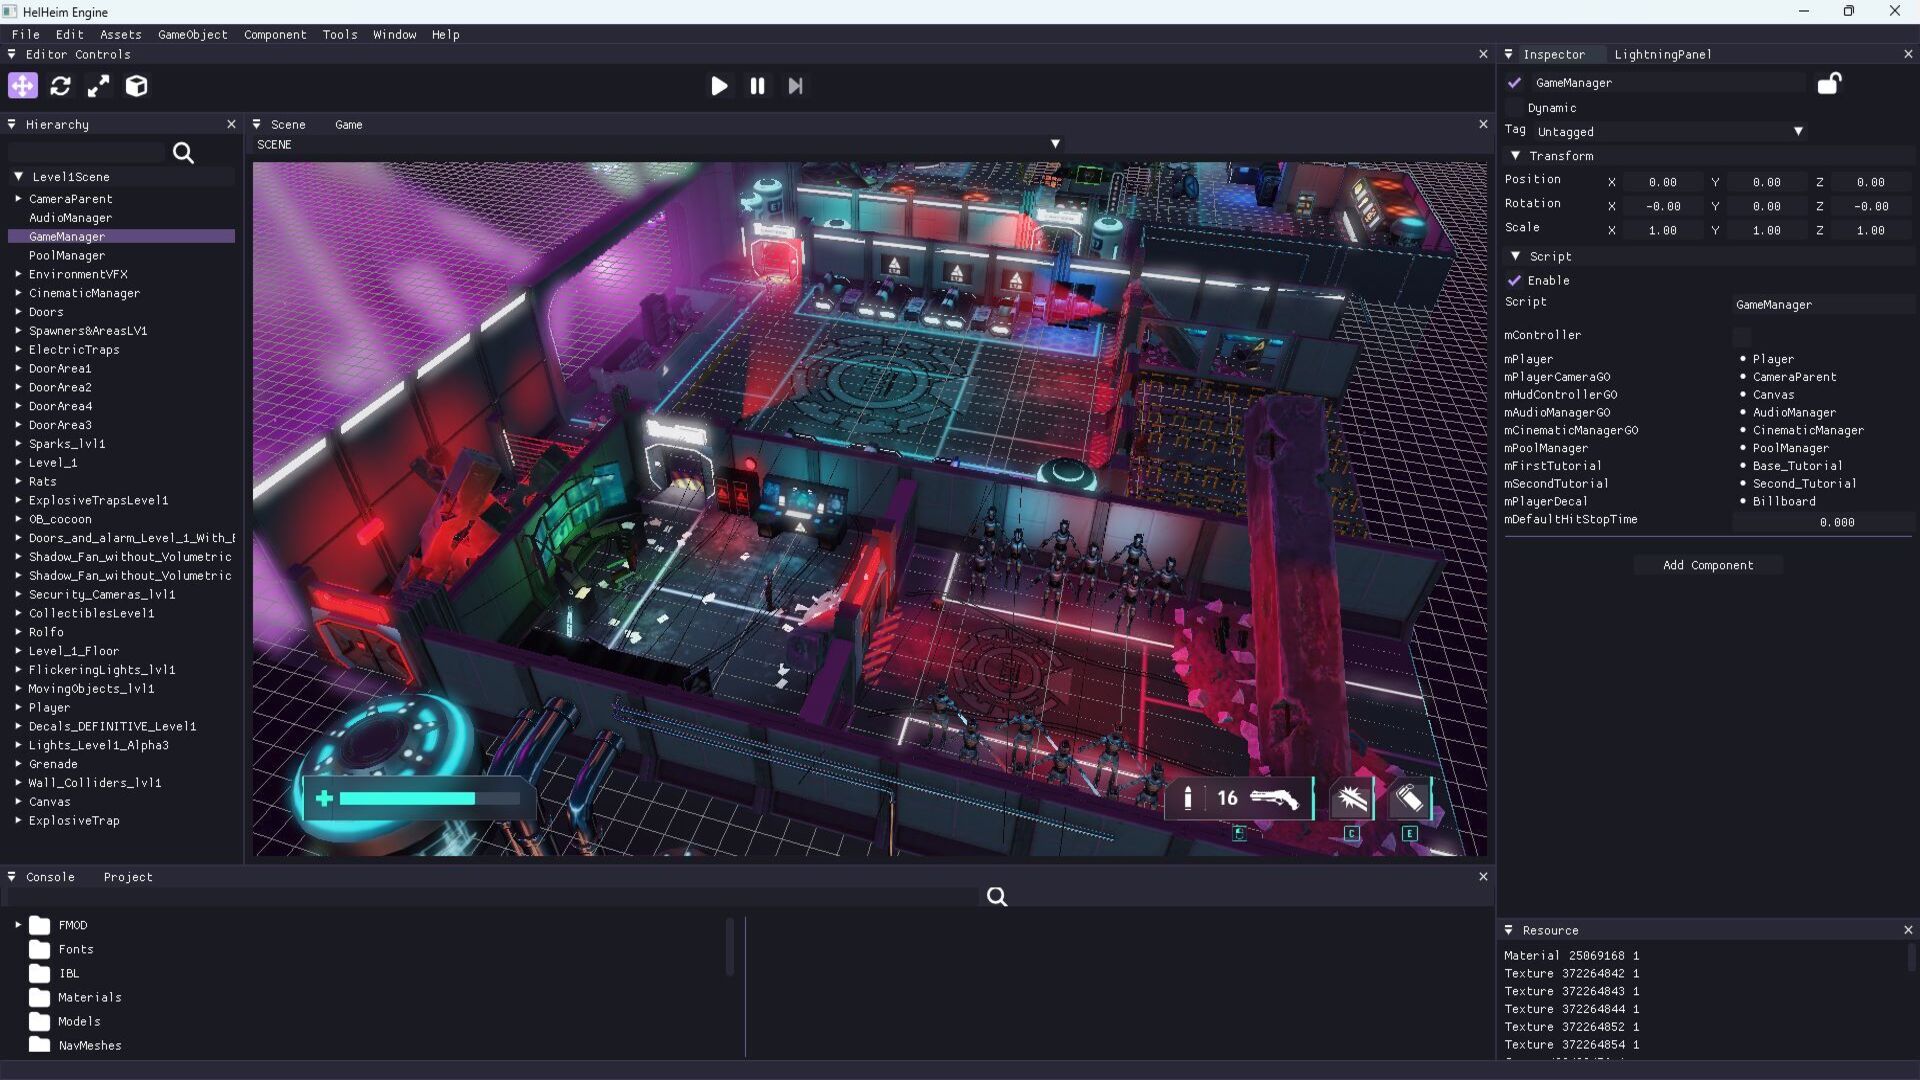 HelHeim Engine
File Edit Assets GameObject Component Tools Window Help
Editor Controls
Hierarchy
Level1Scene
CameraParent
AudioManager
GameManager
PoolManager
EnvironmentVFX
CinematicManager
Doors
Spawners&AreasLV1
ElectricTraps
DoorArea1
DoorArea2
DoorArea4
DoorArea3
Sparks_lvl1
Level_1
Rats
ExplosiveTrapsLevel1
OB_cocoon
Doors_and_alarm_Level_1_With_E
Shadow_Fan_without_Volumetric
Shadow_Fan_without_Volumetric
Security_Cameras_lvl1
CollectiblesLevel1
Rolfo
Level_1_Floor
FlickeringLights_lvl1
MovingObjects_lvl1
Player
Decals_DEFINITIVE_Level1
Lights_Level1_Alpha3
Grenade
Wall_Colliders_lvl1
Canvas
ExplosiveTrap
Scene Game
SCENE
16
C
E
Console Project
FMOD
Fonts
IBL
Materials
Models
NavMeshes
Inspector LightningPanel
GameManager
Dynamic
Tag Untagged
Transform
Position X 0.00 Y 0.00 Z 0.00
Rotation X -0.00 Y 0.00 Z -0.00
Scale X 1.00 Y 1.00 Z 1.00
Script
Enable
Script GameManager
mController
mPlayer Player
mPlayerCameraGO CameraParent
mHudControllerGO Canvas
mAudioManagerGO AudioManager
mCinematicManagerGO CinematicManager
mPoolManager PoolManager
mFirstTutorial Base_Tutorial
mSecondTutorial Second_Tutorial
mPlayerDecal Billboard
mDefaultHitStopTime 0.000
Add Component
Resource
Material 25069168 1
Texture 372264842 1
Texture 372264843 1
Texture 372264844 1
Texture 372264852 1
Texture 372264854 1